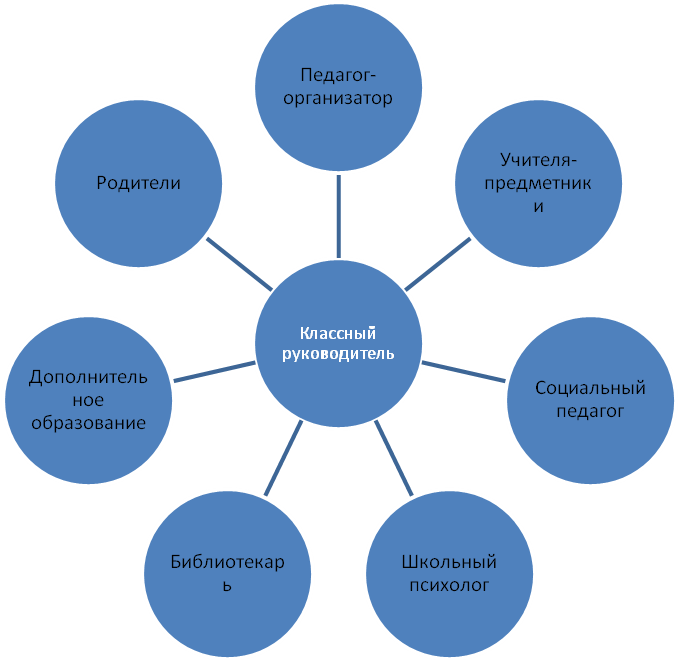 Педагог-
организатор
Учителя-
предметник
и
Родители
Классный
руководитель
Дополнитель
ное
образование
Социальный
педагог
Библиотекар
ь
Школьный
психолог